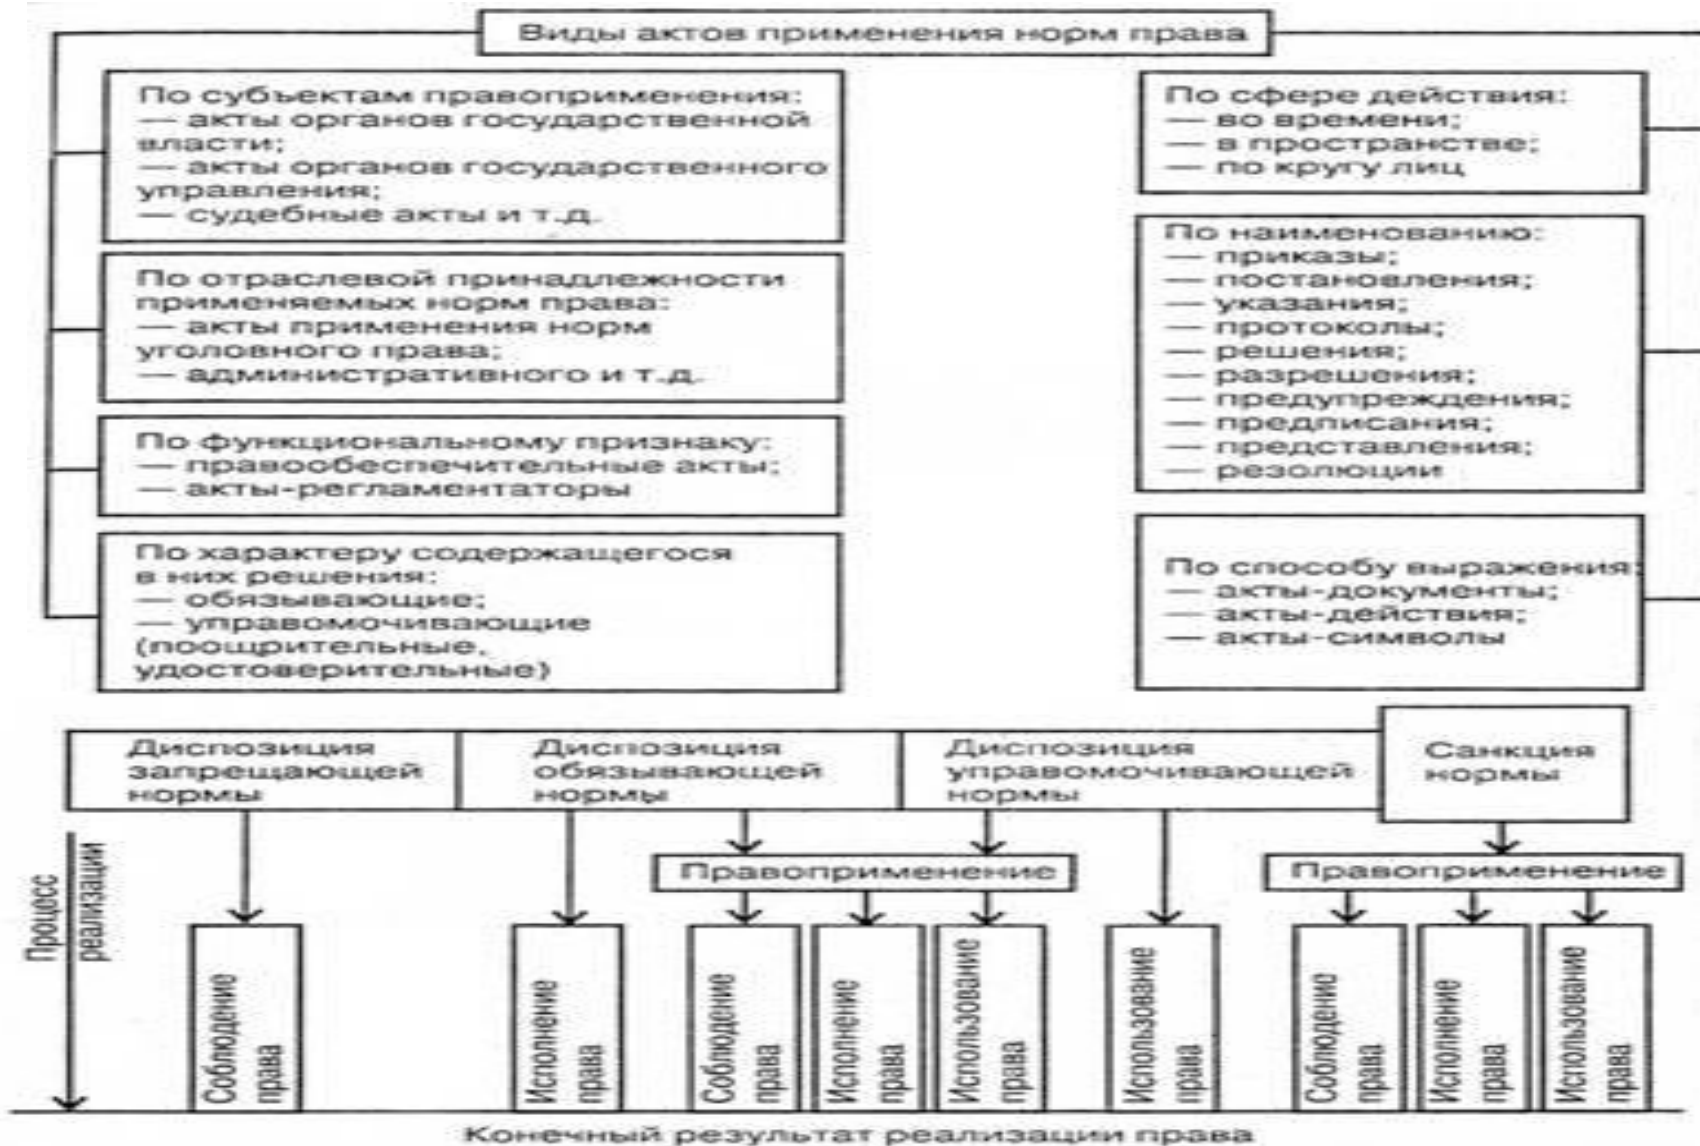 Виды актов применения норм права
По субъектам правоприменения:
— акты органов государственной
власти;
— акты органов государственного
управления;
— судебные акты и т.д.
По отраслевой принадлежности
применяемых норм права:
— акты применения норм
уголовного права;
— административного и т.д.
По функциональному признаку:
— правообеспечительные акты;
— акты-регламентаторы
По характеру содержащегося
в них решения:
— обязывающие;
— управомочивающие
(поощрительные,
удостоверительные)
По сфере действия:
— во времени;
— в пространстве;
— по кругу лиц
По наименованию:
— приказы;
— постановления;
— указания;
— протоколы;
— решения;
— разрешения;
— предупреждения;
— предписания;
— представления;
— резолюции
По способу выражения:
— акты-документы;
— акты-действия;
— акты-символы
Диспозиция
запрещающей
нормы
Диспозиция
обязывающей
нормы
Диспозиция
управомочивающей
нормы
Санкция
нормы
Процесс
реализации
Правоприменение
Правоприменение
Соблюдение
права
Исполнение
права
Соблюдение
права
Исполнение
права
Использование
права
Использование
права
Соблюдение
права
Исполнение
права
Использование
права
Конечный результат реализации права